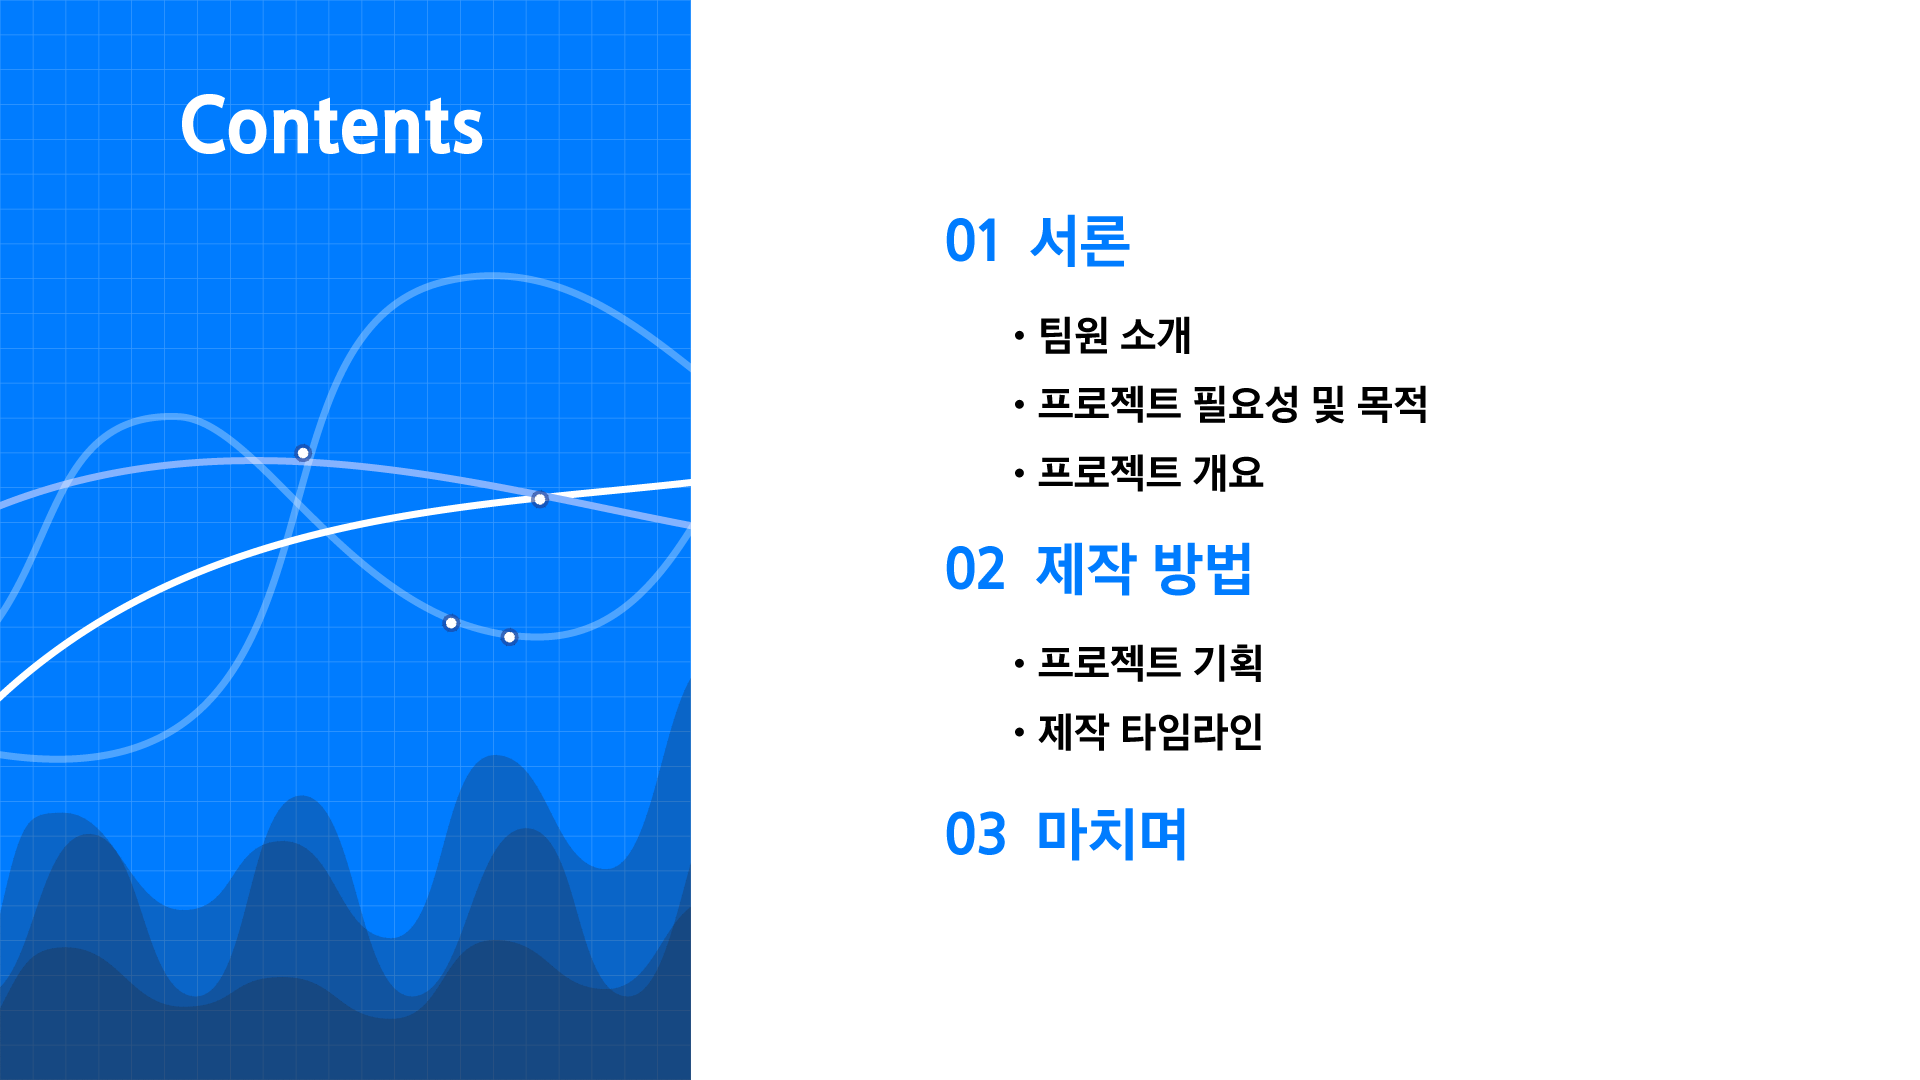 Contents
01 서론
• 팀원 소개
• 프로젝트 필요성 및 목적
• 프로젝트 개요
02 제작 방법
• 프로젝트 기획
• 제작 타임라인
03 마치며